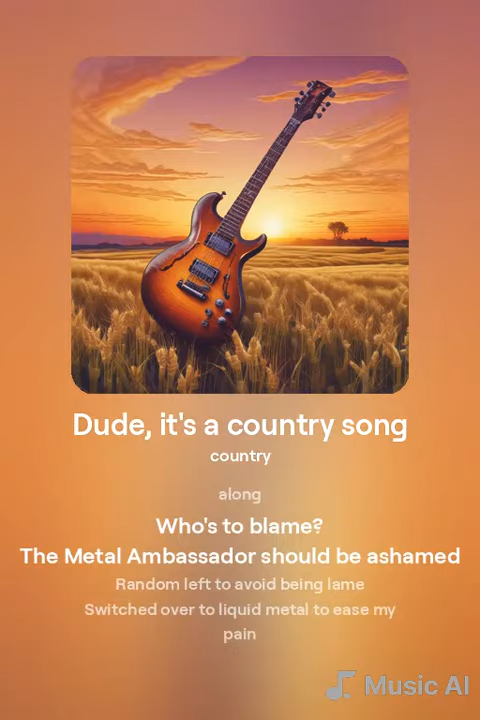 Dude, it's a country song
country
along
Who's to blame?
The Metal Ambassador should be ashamed
Random left to avoid being lame
Switched over to liquid metal to ease my
pain
Music AI